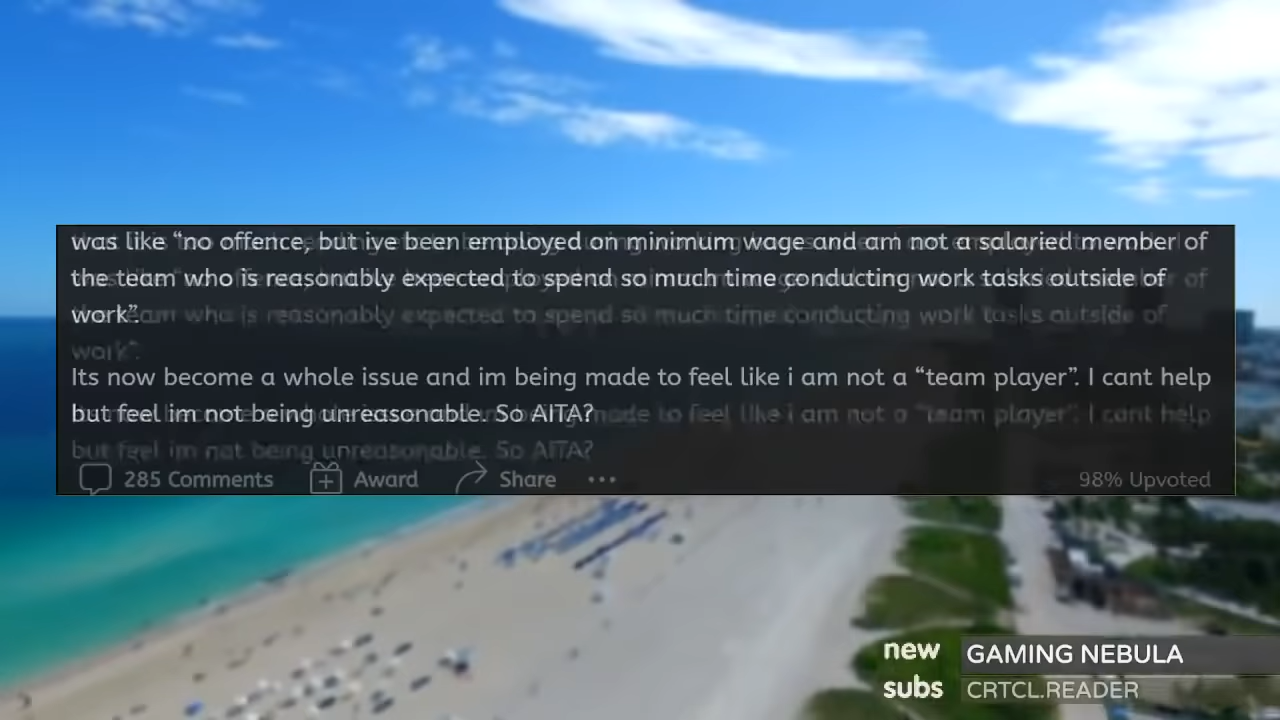 was like “no offence, but ive been employed on minimum wage and am not a salaried member of
the team who is reasonably expected to spend so much time conducting work tasks outside of
work”.
Its now become a whole issue and im being made to feel like i am not a “team player”. I cant help
but feel im not being unreasonable. So AITA?
285 Comments Award Share 98% Upvoted
new GAMING NEBULA
subs CRTCL.READER